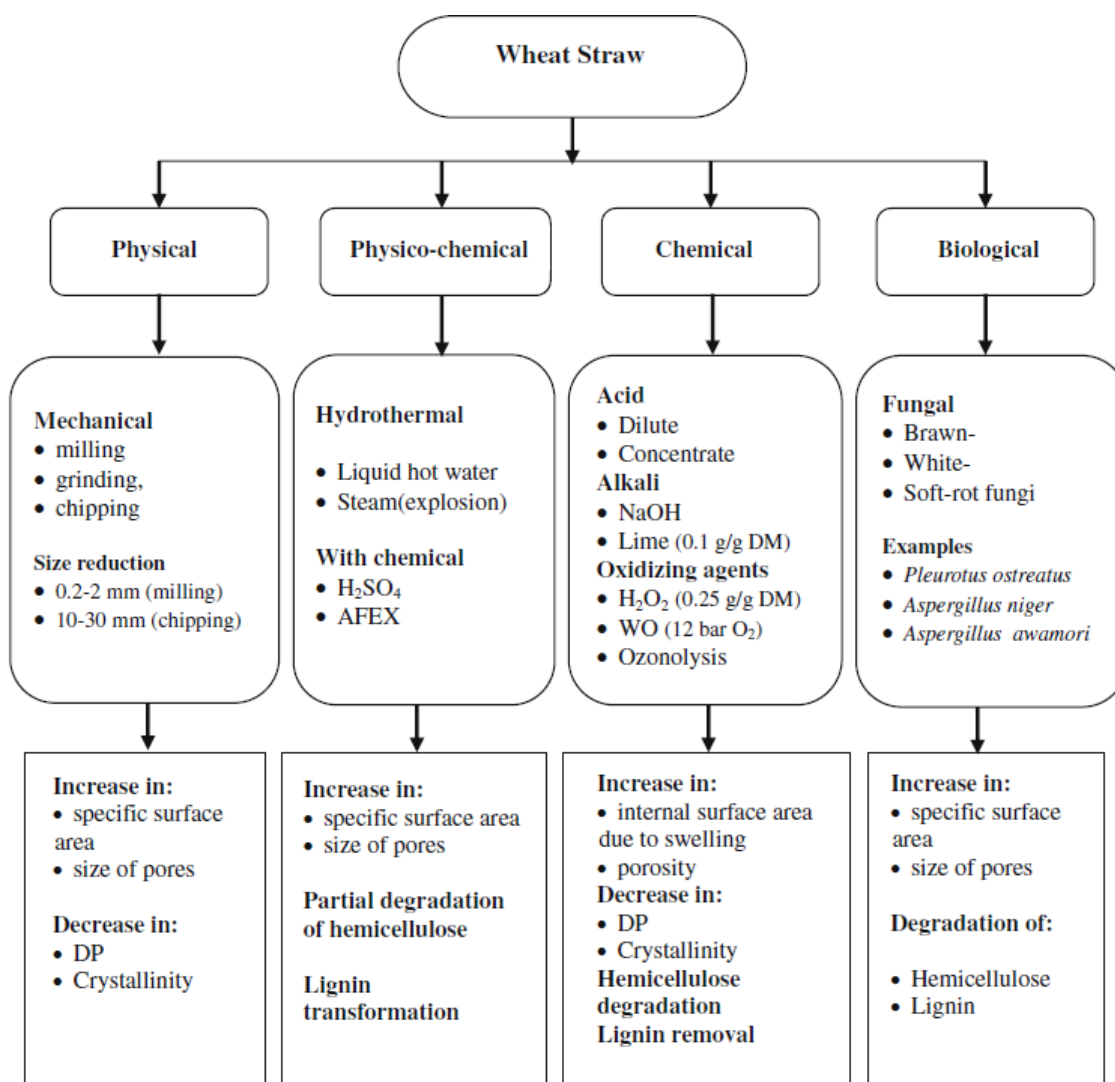 Wheat Straw
Physical
Physico-chemical
Chemical
Biological
Mechanical
• milling
• grinding,
• chipping
Size reduction
• 0.2-2 mm (milling)
• 10-30 mm (chipping)
Hydrothermal
• Liquid hot water
• Steam(explosion)
With chemical
• H₂SO₄
• AFEX
Acid
• Dilute
• Concentrate
Alkali
• NaOH
• Lime (0.1 g/g DM)
Oxidizing agents
• H₂O₂ (0.25 g/g DM)
• WO (12 bar O₂)
• Ozonolysis
Fungal
• Brawn-
• White-
• Soft-rot fungi
Examples
• Pleurotus ostreatus
• Aspergillus niger
• Aspergillus awamori
Increase in:
• specific surface
area
• size of pores
Decrease in:
• DP
• Crystallinity
Increase in:
• specific surface area
• size of pores
Partial degradation
of hemicellulose
Lignin
transformation
Increase in:
• internal surface area
due to swelling
• porosity
Decrease in:
• DP
• Crystallinity
Hemicellulose
degradation
Lignin removal
Increase in:
• specific surface
area
• size of pores
Degradation of:
• Hemicellulose
• Lignin